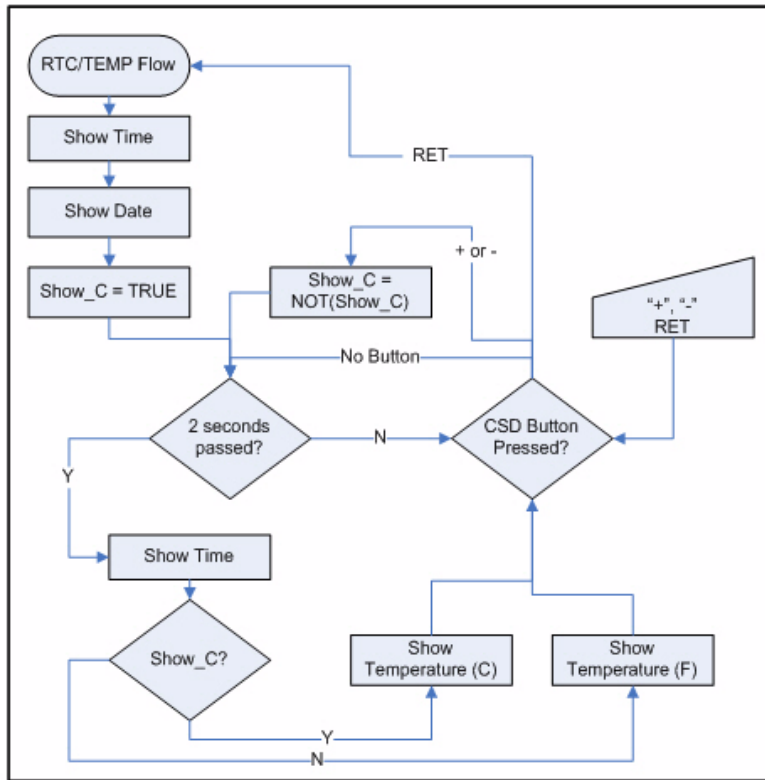 RTC/TEMP Flow
Show Time
RET
Show Date
+ or -
Show_C = TRUE
Show_C =
NOT(Show_C)
“+”, “-”
RET
No Button
2 seconds
passed?
N
CSD Button
Pressed?
Y
Show Time
Show_C?
Show
Temperature (C)
Show
Temperature (F)
Y
N